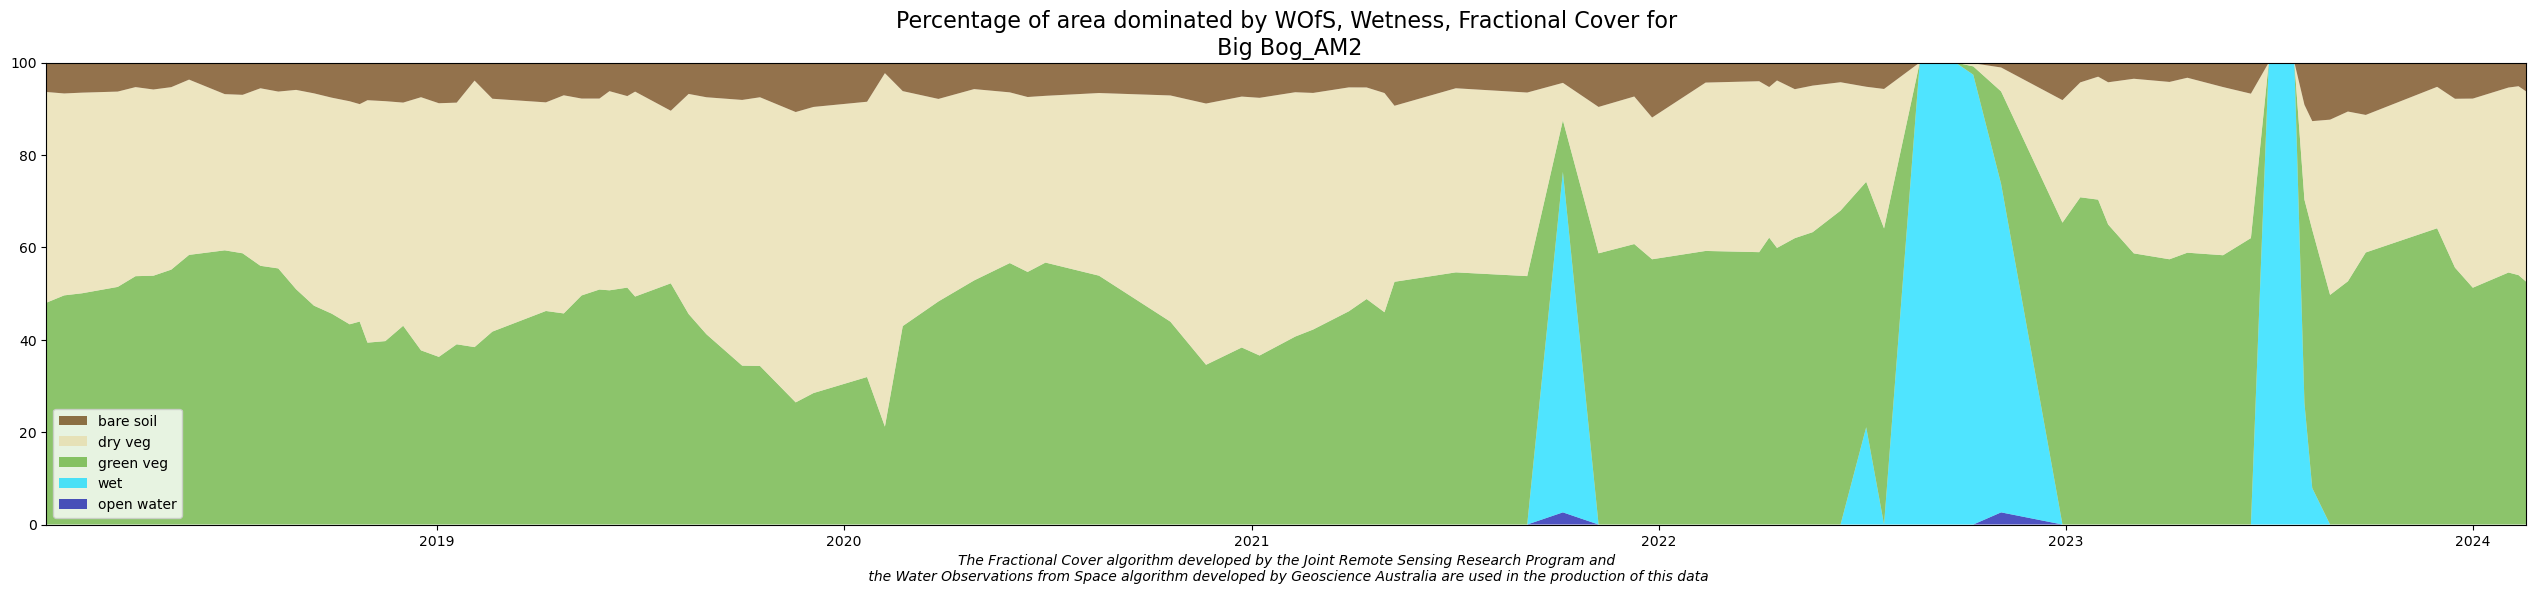 Percentage of area dominated by WOfS, Wetness, Fractional Cover for
Big Bog_AM2
100
80
60
40
20
0
bare soil
dry veg
green veg
wet
open water
2019
2020
2021
2022
2023
2024
The Fractional Cover algorithm developed by the Joint Remote Sensing Research Program and
the Water Observations from Space algorithm developed by Geoscience Australia are used in the production of this data